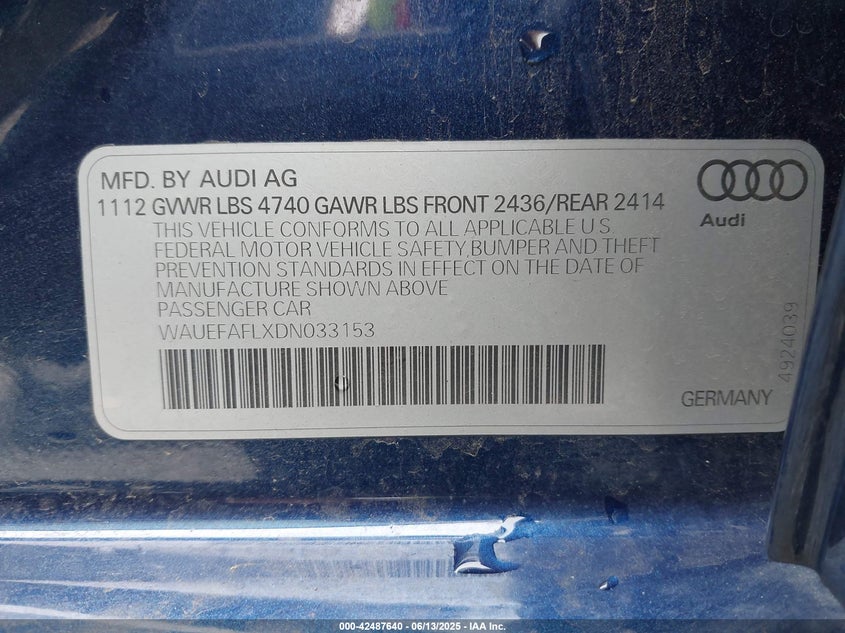 MFD. BY AUDI AG
1112 GVWR LBS 4740 GAWR LBS FRONT 2436/REAR 2414
THIS VEHICLE CONFORMS TO ALL APPLICABLE U.S.
FEDERAL MOTOR VEHICLE SAFETY,BUMPER AND THEFT
PREVENTION STANDARDS IN EFFECT ON THE DATE OF
MANUFACTURE SHOWN ABOVE
PASSENGER CAR
WAUEFAFLXDN033153
Audi
4924039
GERMANY
000-42487640 - 06/13/2025 - IAA Inc.